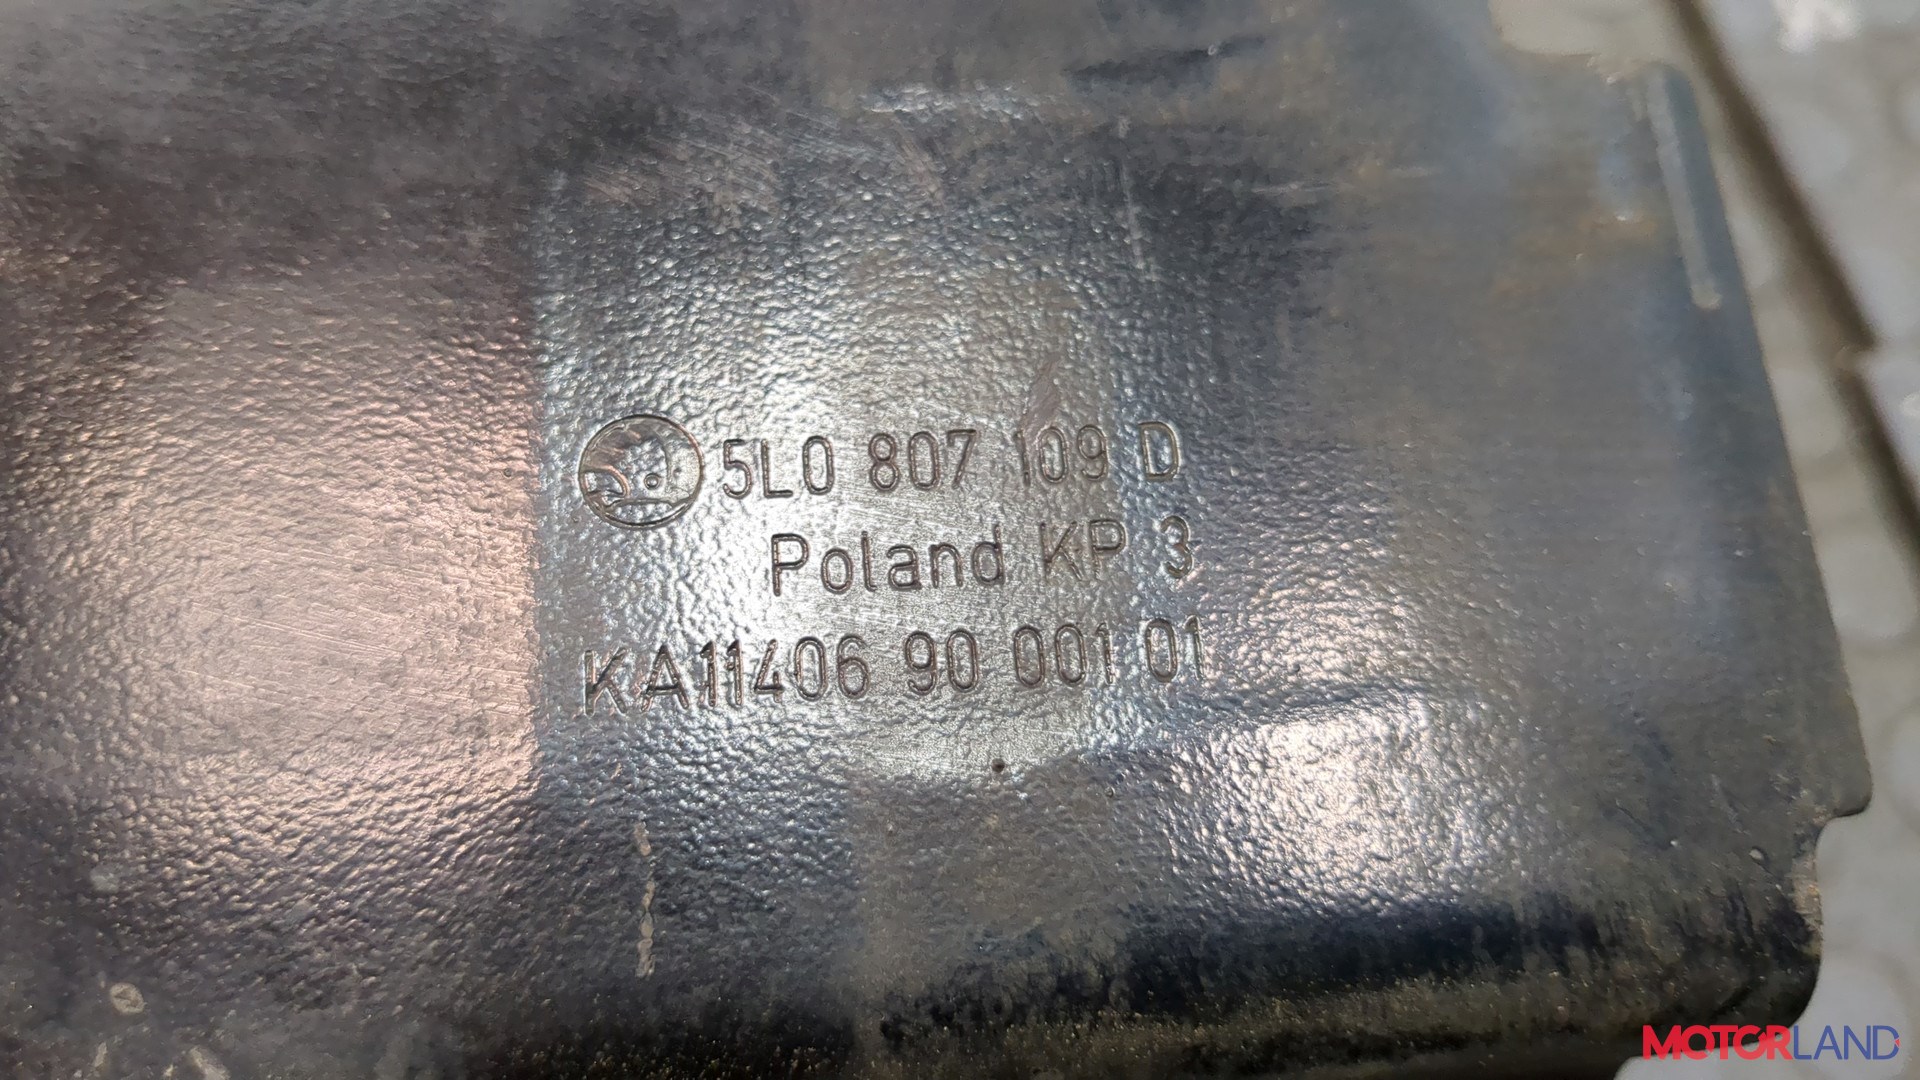 5L0 807 109 D
Poland KP 3
KA11406 90 001 01
MOTORLAND